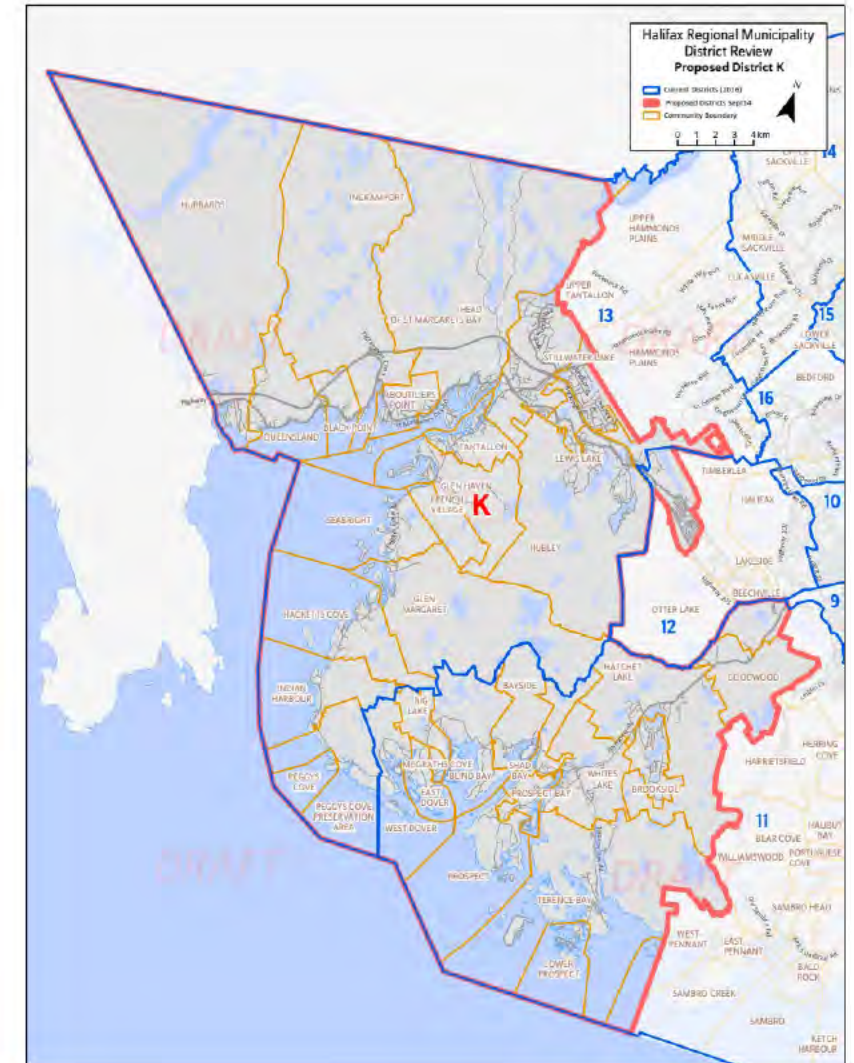 Halifax Regional Municipality
District Review
Proposed District K
Current Districts (2016)
Proposed Districts Sept14
Community Boundary
N
0 1 2 3 4 km
14
UPPER
SACKVILLE
HUBBARDS
INGRAMPORT
UPPER
HAMMONDS
PLAINS
MIDDLE
SACKVILLE
LUCASVILLE
UPPER
TANTALLON
13
HEAD
OF ST MARGARETS BAY
15
LOWER
SACKVILLE
DRAFT
STILLWATER LAKE
HAMMONDS
PLAINS
BEDFORD
16
BOUTILIERS
POINT
QUEENSLAND
BLACK POINT
TANTALLON
LEWIS LAKE
TIMBERLEA
GLEN HAVEN
FRENCH
VILLAGE
K
HALIFAX
10
SEABRIGHT
HUBLEY
LAKESIDE
GLEN
MARGARET
BEECHVILLE
9
HACKETTS COVE
OTTER LAKE
12
HATCHET
LAKE
GOODWOOD
INDIAN
HARBOUR
BAYSIDE
BIG
LAKE
HERRING
COVE
HARRIETSFIELD
MCGRATHS COVE
BLIND BAY
SHAD
BAY
WHITES
LAKE
BROOKSIDE
PEGGYS
COVE
EAST
DOVER
PROSPECT BAY
PEGGYS COVE
PRESERVATION
AREA
WEST DOVER
11
HALIBUT
BAY
BEAR COVE
WILLIAMSWOOD
PORTUGUESE
COVE
DRAFT
PROSPECT
DRAFT
TERENCE BAY
SAMBRO HEAD
WEST
PENNANT
EAST
PENNANT
BALD
ROCK
LOWER
PROSPECT
SAMBRO CREEK
SAMBRO
KETCH
HARBOUR